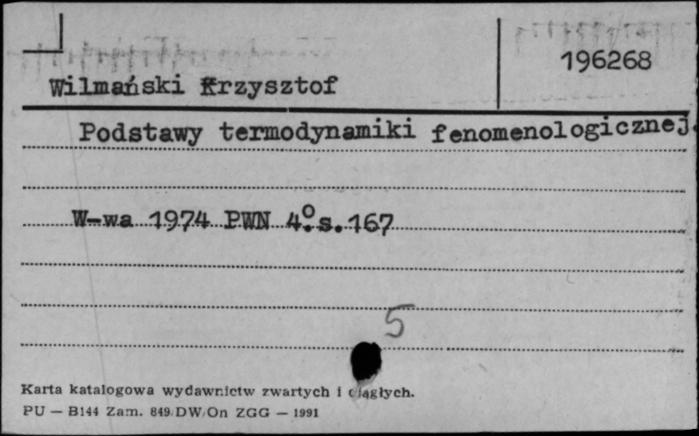 196268
Wilmański Krzysztof
Podstawy termodynamiki fenomenologicznej.
W-wa 1974 PWN 4º. s. 167
5
Karta katalogowa wydawnictw zwartych i ciągłych.
PU — B144 Zam. 849 DW/On ZGG — 1991